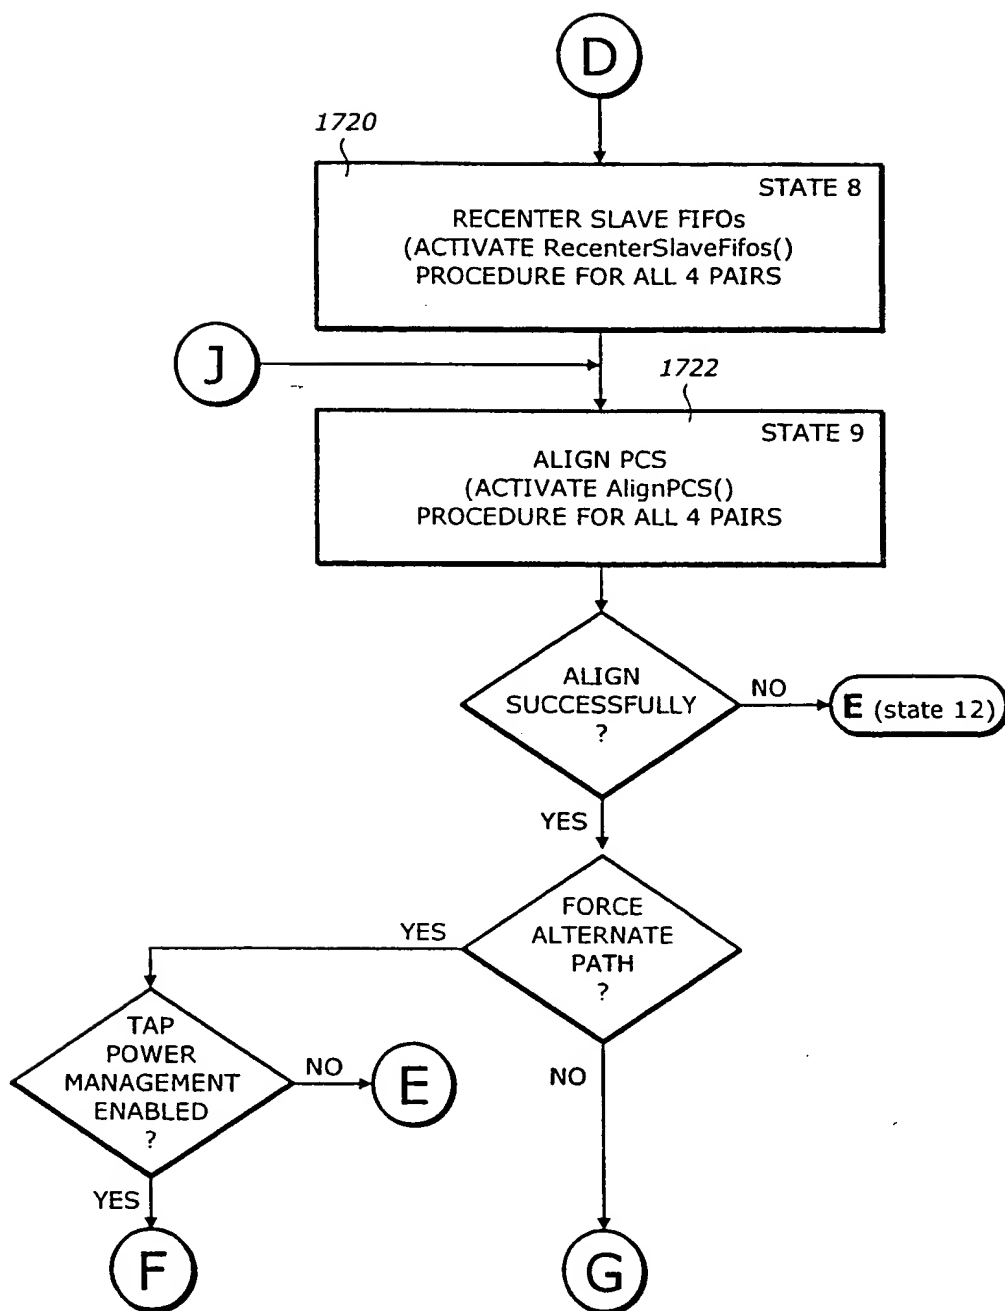 D
1720
STATE 8
RECENTER SLAVE FIFOs
(ACTIVATE RecenterSlaveFifos()
PROCEDURE FOR ALL 4 PAIRS
J
1722
STATE 9
ALIGN PCS
(ACTIVATE AlignPCS()
PROCEDURE FOR ALL 4 PAIRS
ALIGN
SUCCESSFULLY
?
NO
E (state 12)
YES
FORCE
ALTERNATE
PATH
?
YES
TAP
POWER
MANAGEMENT
ENABLED
?
NO
E
NO
YES
F
G